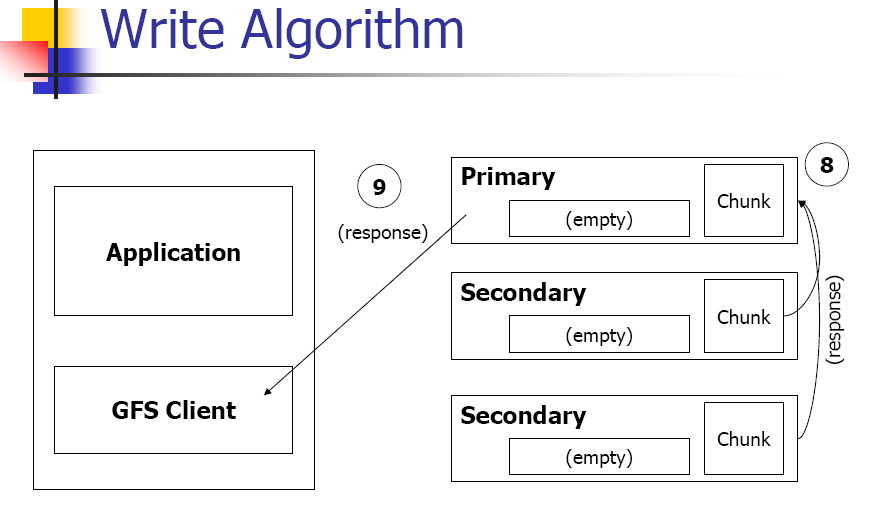 Write Algorithm
Application
GFS Client
9
(response)
Primary
(empty)
Chunk
8
Secondary
(empty)
Chunk
(response)
Secondary
(empty)
Chunk